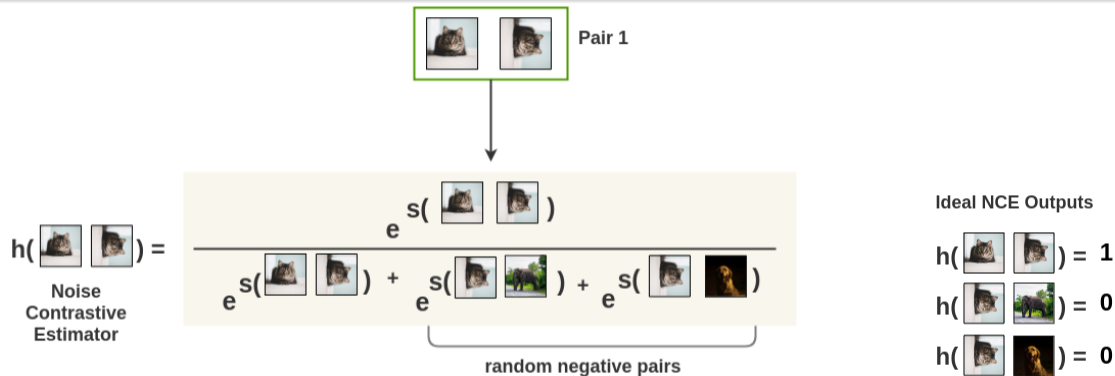 Pair 1
e s( )
h( ) =
e s( ) + e s( ) + e s( )
Noise
Contrastive
Estimator
random negative pairs
Ideal NCE Outputs
h( ) = 1
h( ) = 0
h( ) = 0